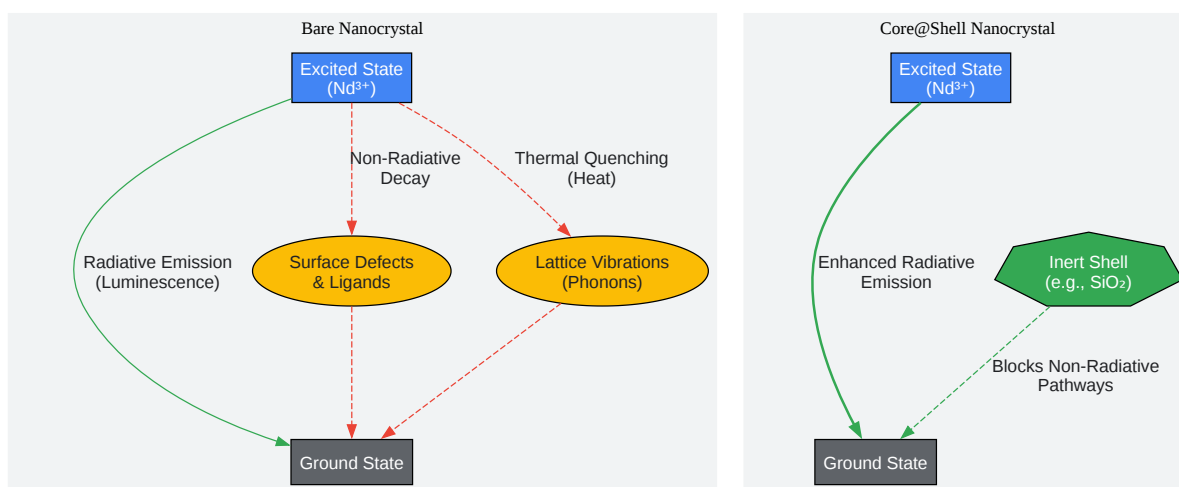 Bare Nanocrystal
Excited State
(Nd³⁺)
Non-Radiative
Decay
Thermal Quenching
(Heat)
Radiative Emission
(Luminescence)
Surface Defects
& Ligands
Lattice Vibrations
(Phonons)
Ground State
Core@Shell Nanocrystal
Excited State
(Nd³⁺)
Enhanced Radiative
Emission
Inert Shell
(e.g., SiO₂)
Blocks Non-Radiative
Pathways
Ground State